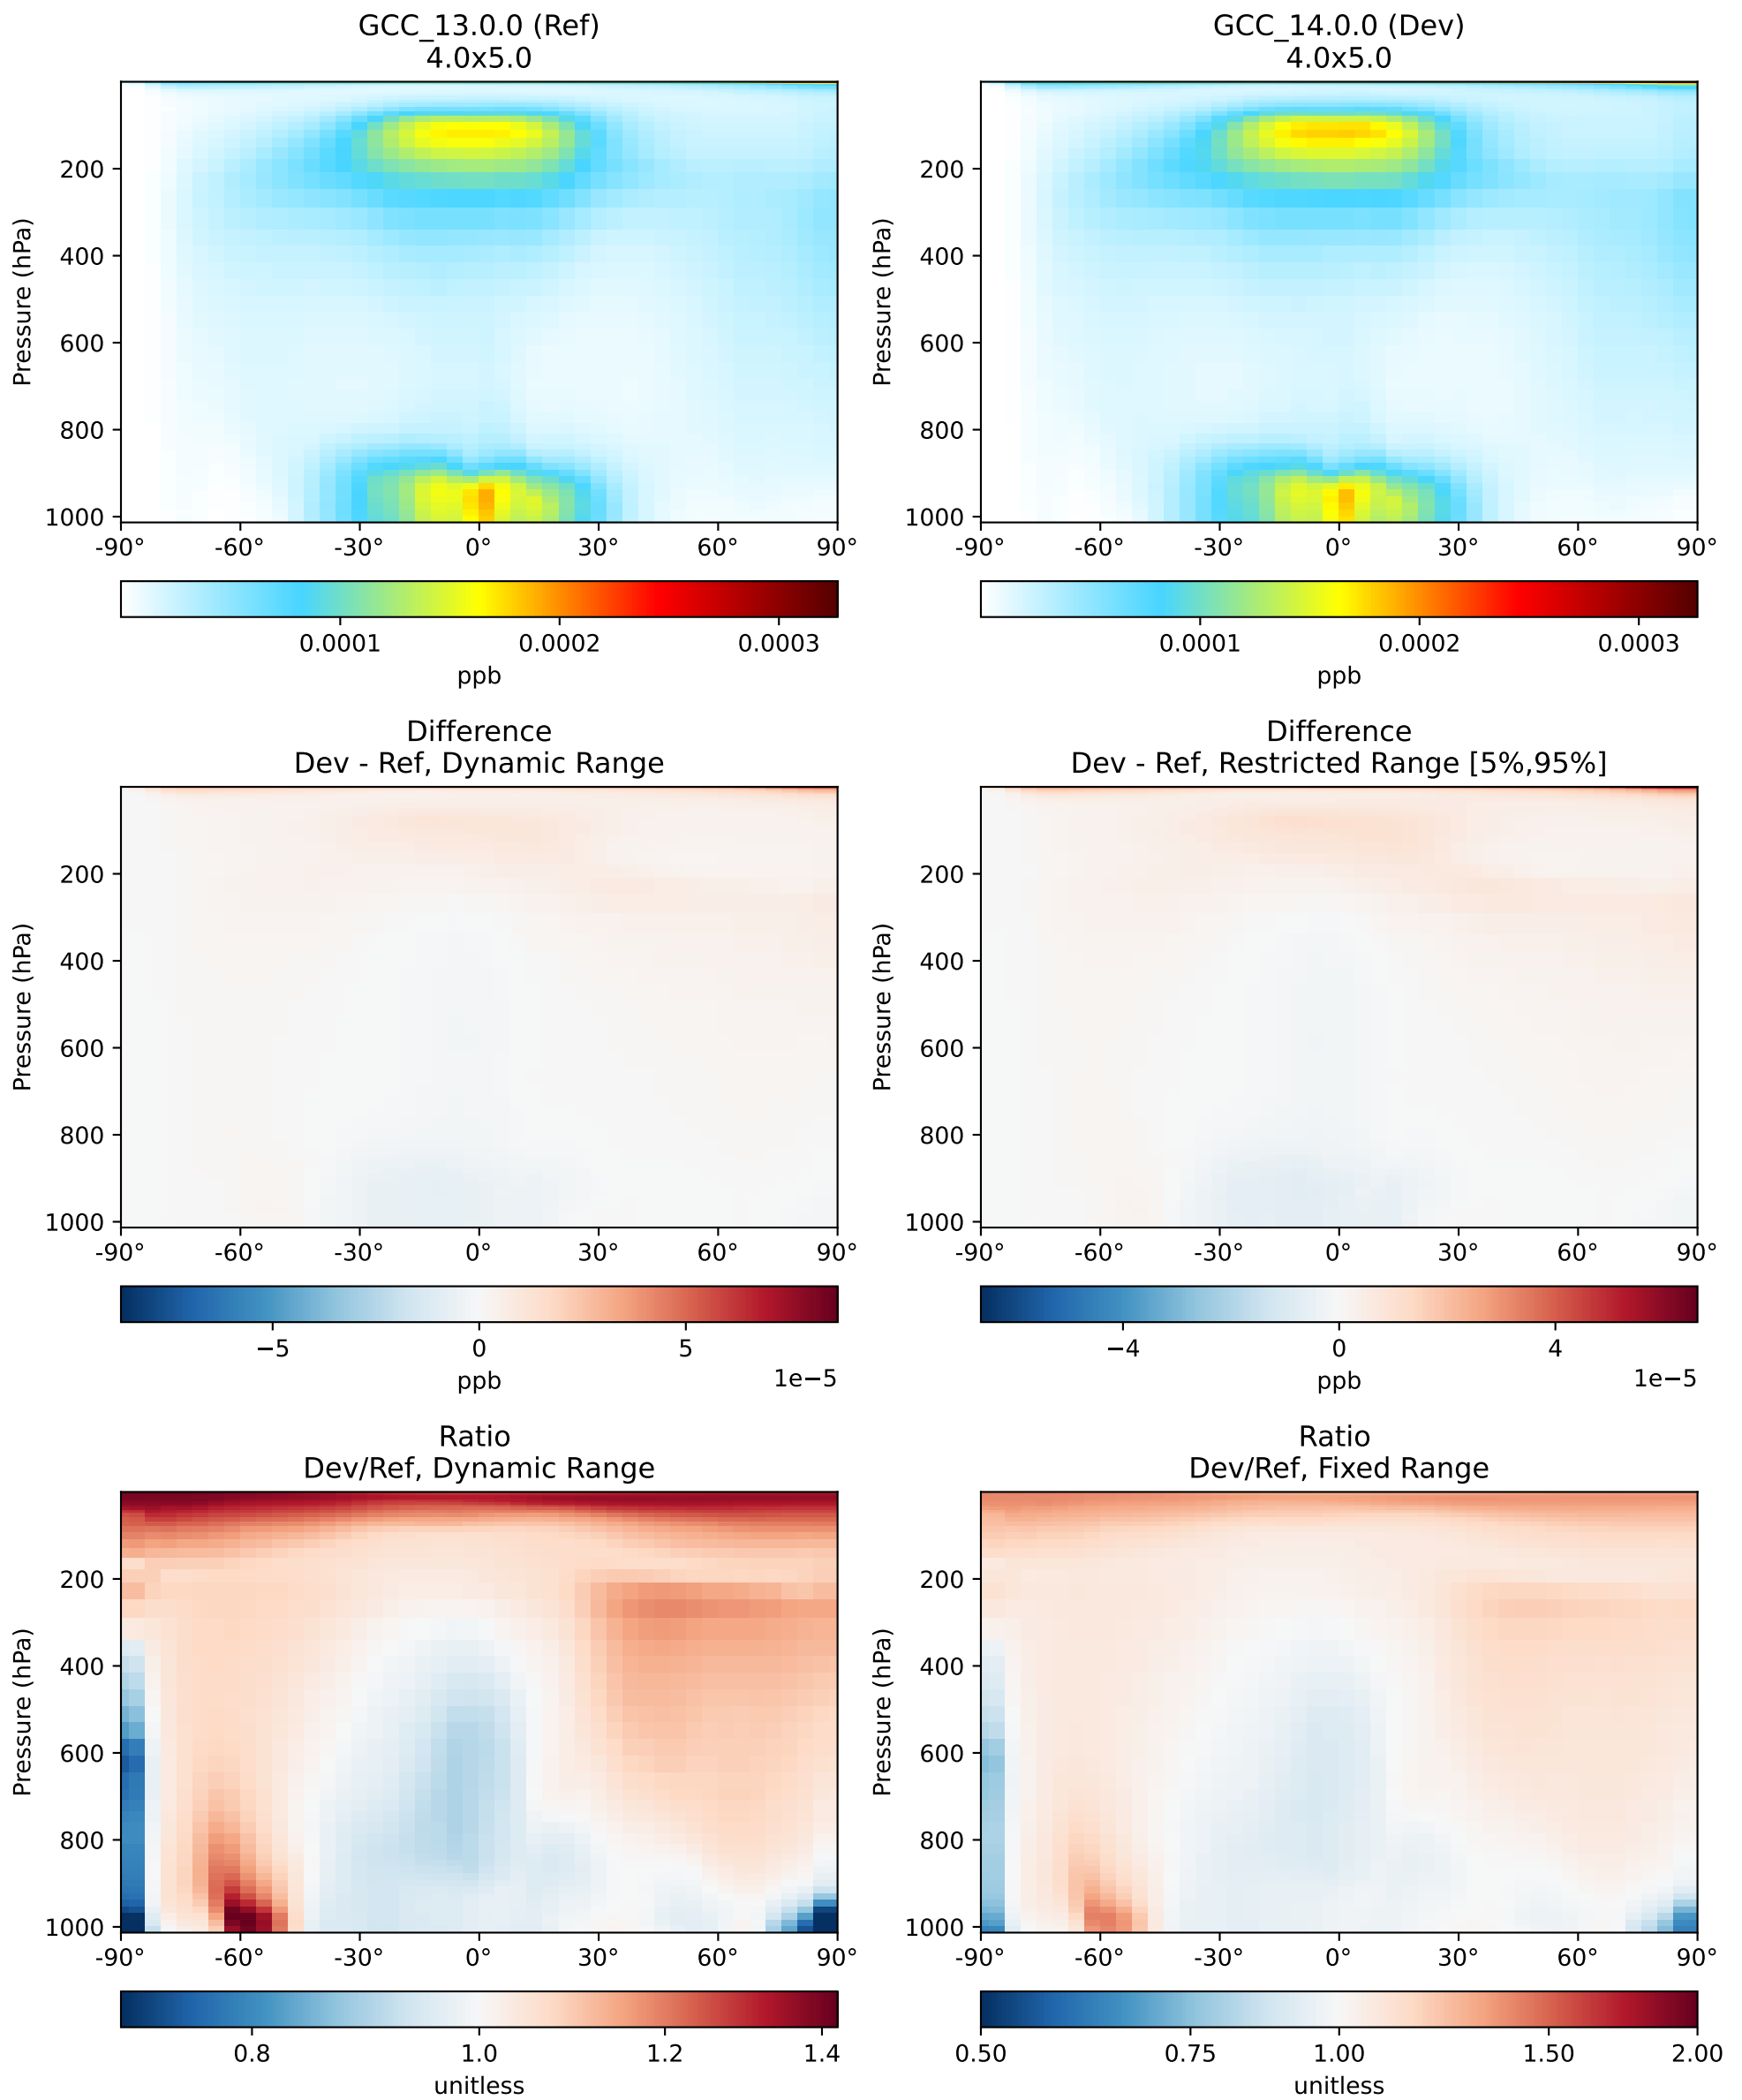 GCC_13.0.0 (Ref)
4.0x5.0
Pressure (hPa)
200
400
600
800
1000
-90° -60° -30° 0° 30° 60° 90°
0.0001 0.0002 0.0003
ppb
GCC_14.0.0 (Dev)
4.0x5.0
Pressure (hPa)
200
400
600
800
1000
-90° -60° -30° 0° 30° 60° 90°
0.0001 0.0002 0.0003
ppb
Difference
Dev - Ref, Dynamic Range
Pressure (hPa)
200
400
600
800
1000
-90° -60° -30° 0° 30° 60° 90°
−5 0 5
ppb 1e−5
Difference
Dev - Ref, Restricted Range [5%,95%]
Pressure (hPa)
200
400
600
800
1000
-90° -60° -30° 0° 30° 60° 90°
−4 0 4
ppb 1e−5
Ratio
Dev/Ref, Dynamic Range
Pressure (hPa)
200
400
600
800
1000
-90° -60° -30° 0° 30° 60° 90°
0.8 1.0 1.2 1.4
unitless
Ratio
Dev/Ref, Fixed Range
Pressure (hPa)
200
400
600
800
1000
-90° -60° -30° 0° 30° 60° 90°
0.50 0.75 1.00 1.50 2.00
unitless